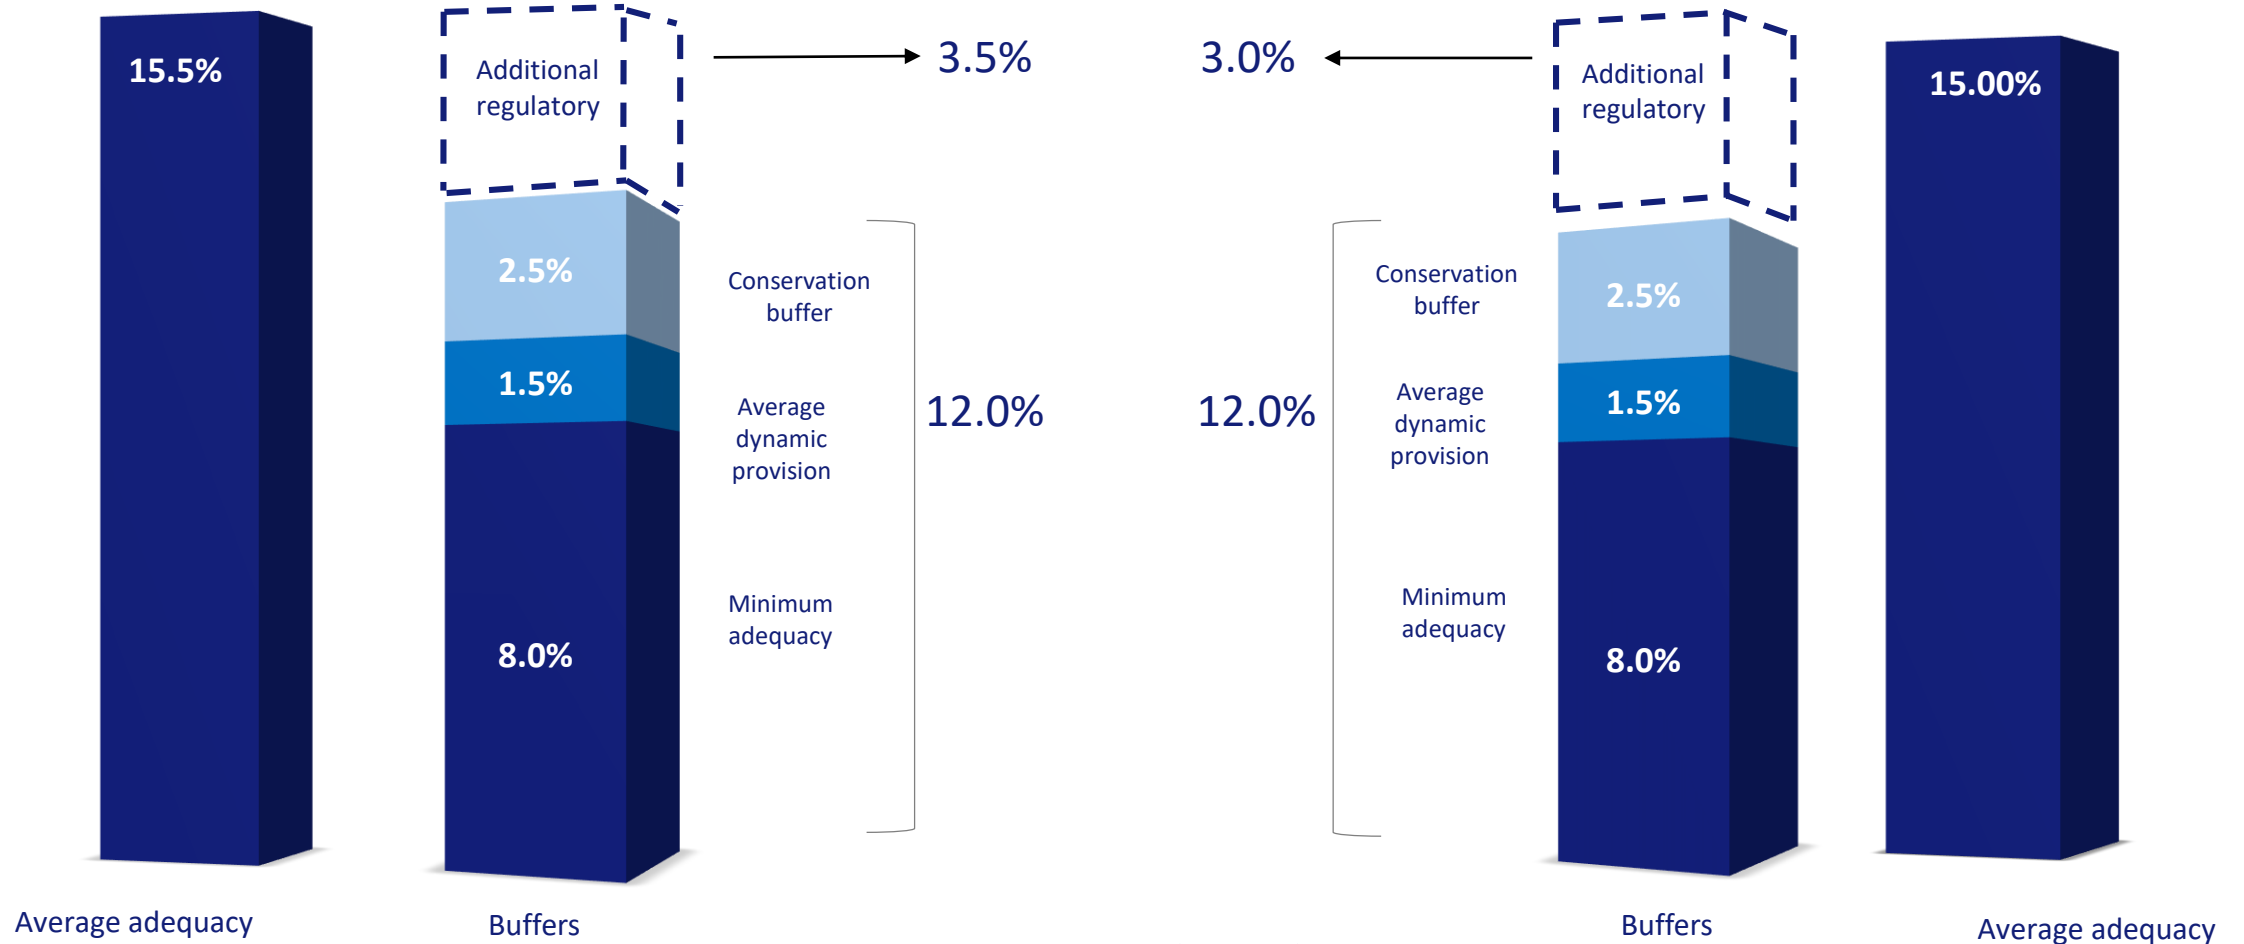 15.5%
Additional
regulatory
3.5%
3.0%
Additional
regulatory
15.00%
2.5%
Conservation
buffer
Conservation
buffer
2.5%
1.5%
Average
dynamic
provision
12.0%
12.0%
Average
dynamic
provision
1.5%
8.0%
Minimum
adequacy
Minimum
adequacy
8.0%
Average adequacy
Buffers
Buffers
Average adequacy